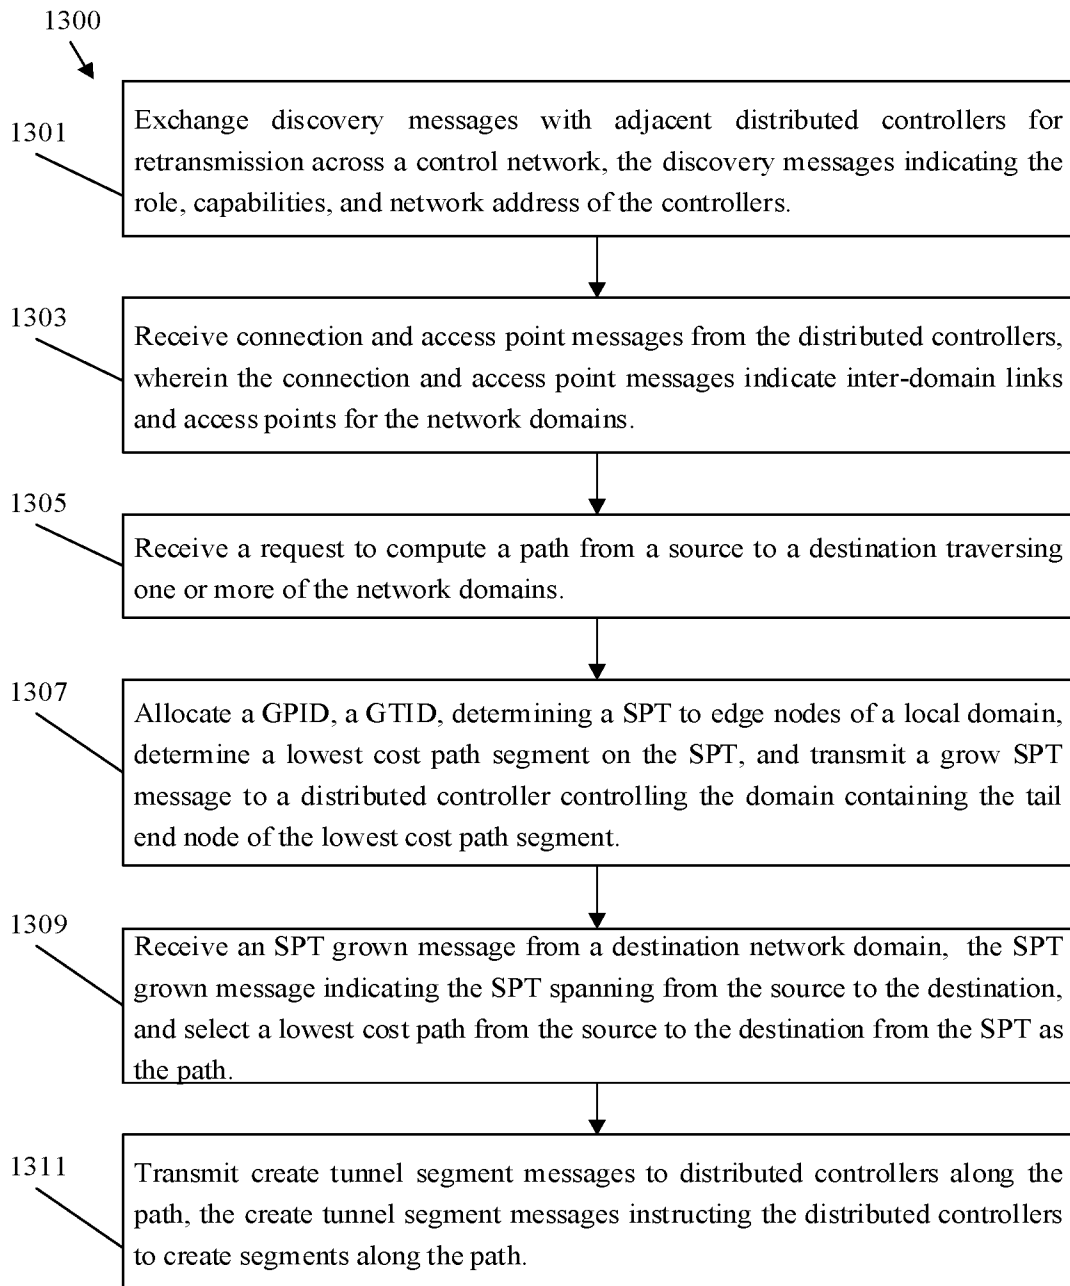 1300
1301
Exchange discovery messages with adjacent distributed controllers for
retransmission across a control network, the discovery messages indicating the
role, capabilities, and network address of the controllers.
1303
Receive connection and access point messages from the distributed controllers,
wherein the connection and access point messages indicate inter-domain links
and access points for the network domains.
1305
Receive a request to compute a path from a source to a destination traversing
one or more of the network domains.
1307
Allocate a GPID, a GTID, determining a SPT to edge nodes of a local domain,
determine a lowest cost path segment on the SPT, and transmit a grow SPT
message to a distributed controller controlling the domain containing the tail
end node of the lowest cost path segment.
1309
Receive an SPT grown message from a destination network domain, the SPT
grown message indicating the SPT spanning from the source to the destination,
and select a lowest cost path from the source to the destination from the SPT as
the path.
1311
Transmit create tunnel segment messages to distributed controllers along the
path, the create tunnel segment messages instructing the distributed controllers
to create segments along the path.